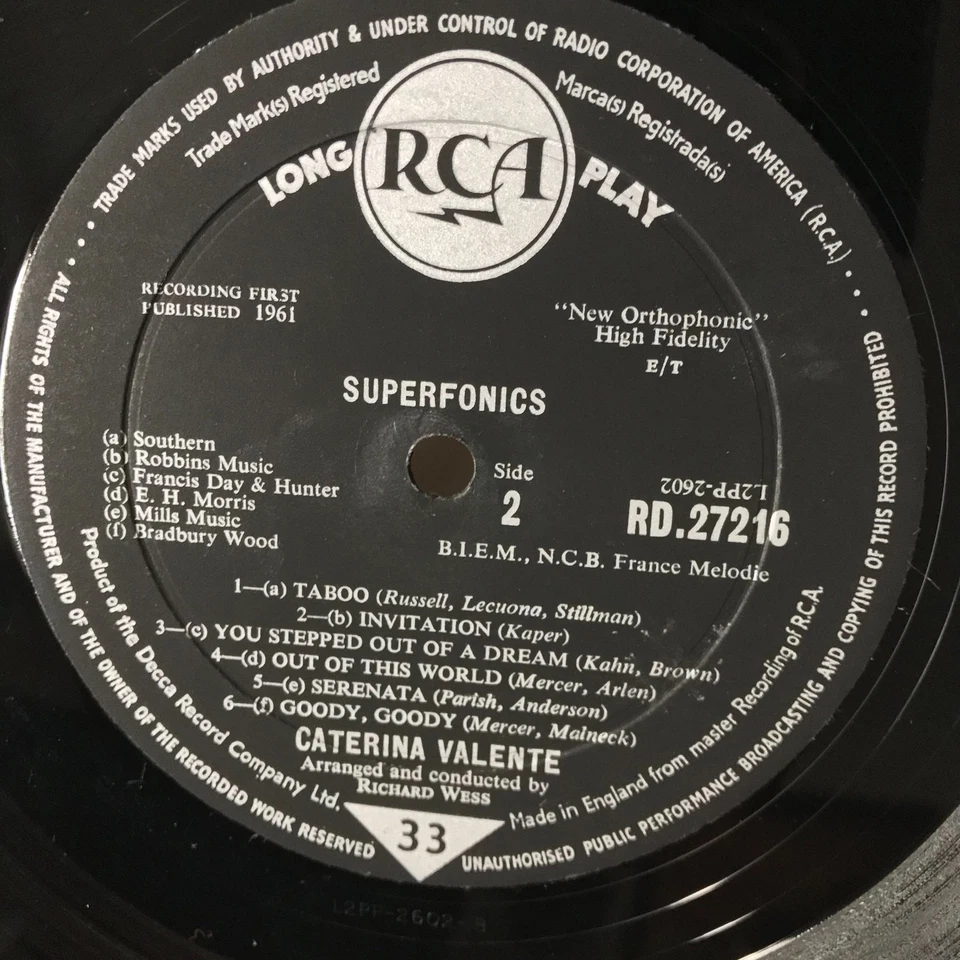 TRADE MARKS USED BY AUTHORITY & UNDER CONTROL OF RADIO CORPORATION OF AMERICA (R.C.A.)
Trade Mark(s) Registered
Marca(s) Registrada(s)
LONG RCA PLAY
RECORDING FIRST
PUBLISHED 1961
"New Orthophonic"
High Fidelity
E/T
SUPERFONICS
(a) Southern
(b) Robbins Music
(c) Francis Day & Hunter
(d) E. H. Morris
(e) Mills Music
(f) Bradbury Wood
Side
2
L2PP-2602
RD.27216
B.I.E.M., N.C.B. France Melodie
1—(a) TABOO (Russell, Lecuona, Stillman)
2—(b) INVITATION (Kaper)
3—(c) YOU STEPPED OUT OF A DREAM (Kahn, Brown)
4—(d) OUT OF THIS WORLD (Mercer, Arlen)
5—(e) SERENATA (Parish, Anderson)
6—(f) GOODY, GOODY (Mercer, Malneck)
CATERINA VALENTE
Arranged and conducted by
RICHARD WESS
33
Product of the Decca Record Company Ltd.
Made in England from master Recording of R.C.A.
ALL RIGHTS OF THE MANUFACTURER AND OF THE OWNER OF THE RECORDED WORK RESERVED
UNAUTHORISED PUBLIC PERFORMANCE BROADCASTING AND COPYING OF THIS RECORD PROHIBITED